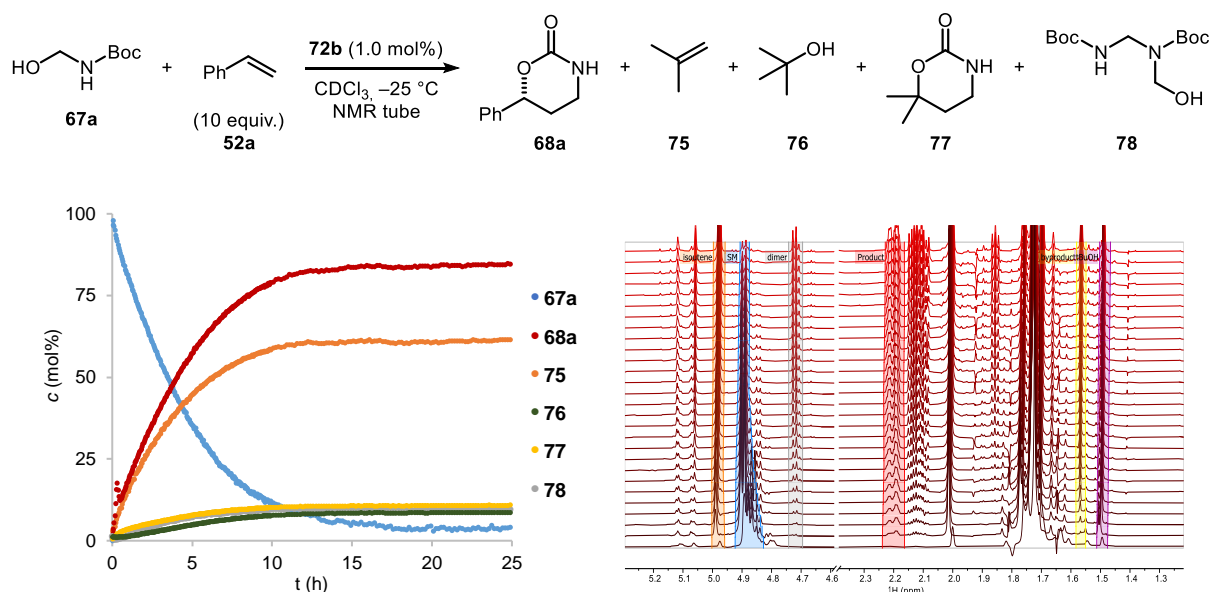 HO
N
H
Boc
67a
+
Ph
(10 equiv.)
52a
72b (1.0 mol%)
CDCl3, –25 °C
NMR tube
O
O
NH
Ph
68a
+
75
+
OH
76
+
O
O
NH
77
+
Boc
N
H
N
Boc
OH
78
c (mol%)
100
75
50
25
0
0
5
10
15
20
25
t (h)
67a
68a
75
76
77
78
isoutene
SM
dimer
Product
byproducttBuOH
5.2 5.1 5.0 4.9 4.8 4.7 4.6 2.3 2.2 2.1 2.0 1.9 1.8 1.7 1.6 1.5 1.4 1.3
1H (ppm)